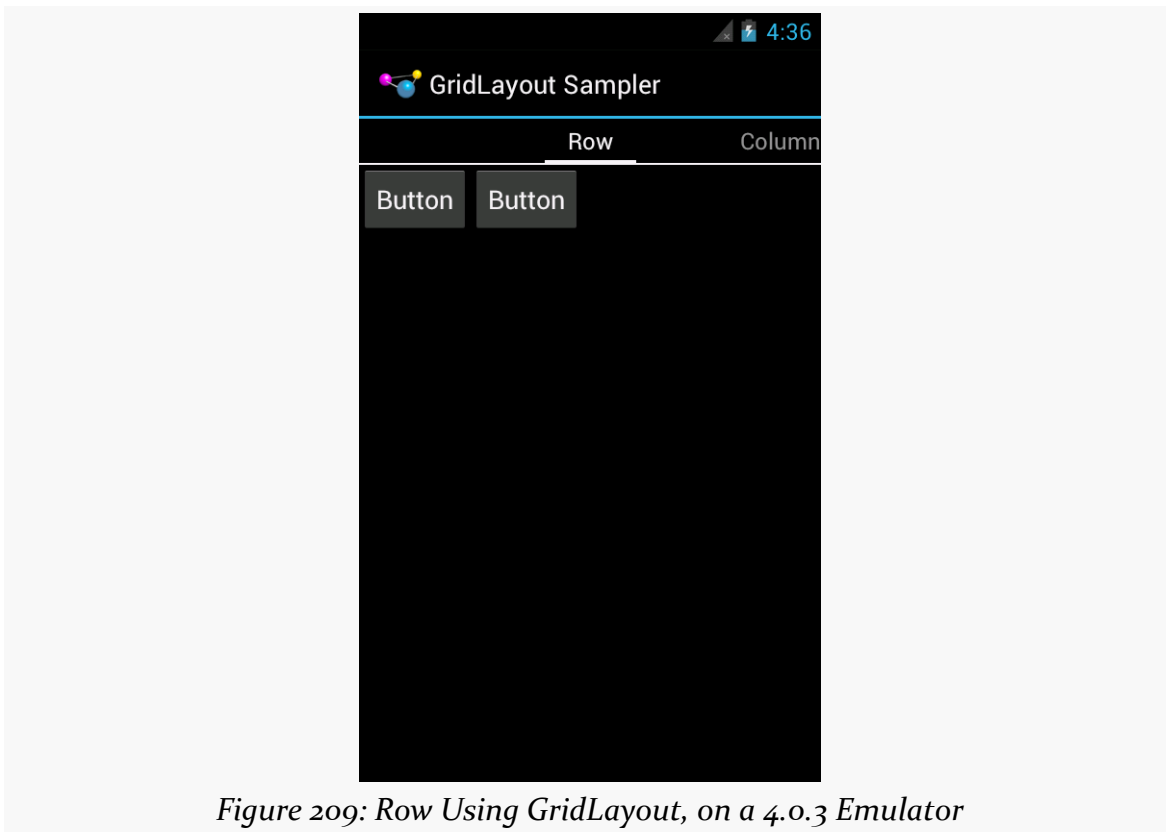 4:36
GridLayout Sampler
Row Column
Button Button
Figure 209: Row Using GridLayout, on a 4.0.3 Emulator